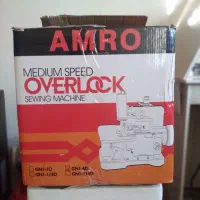 AMRO
MEDIUM SPEED
OVERLOCK
SEWING MACHINE